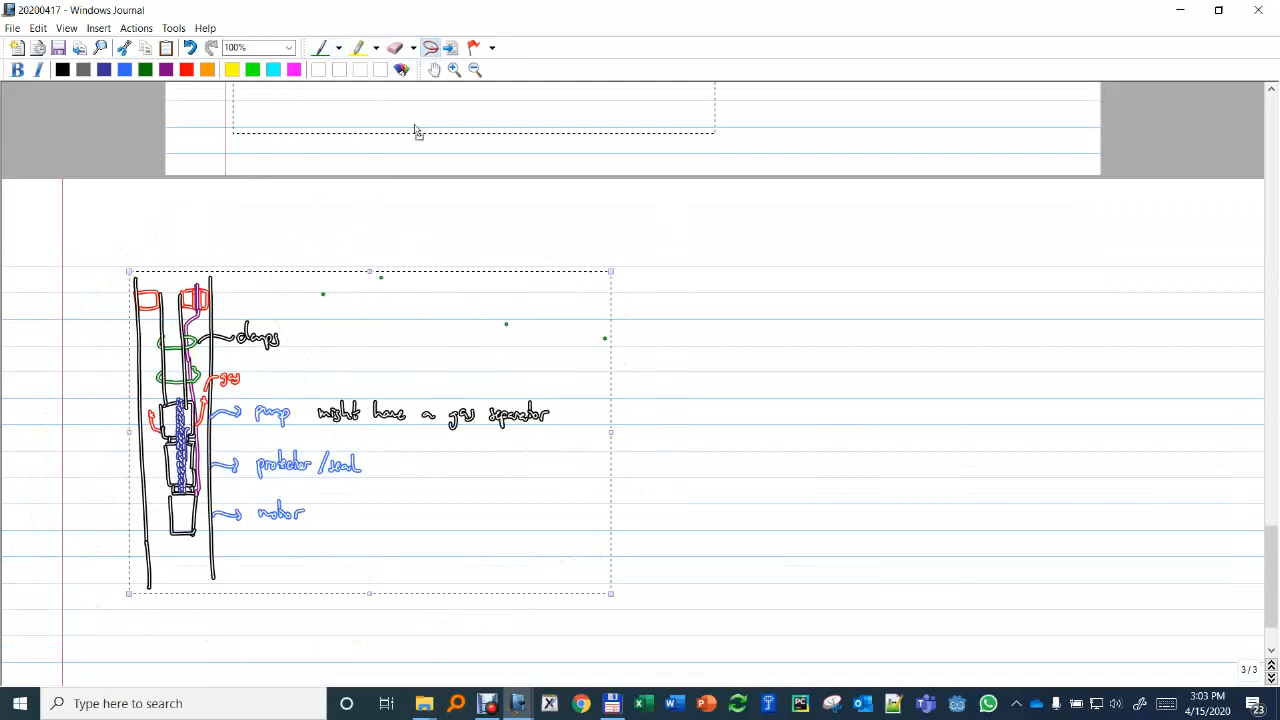 20200417 - Windows Journal
File Edit View Insert Actions Tools Help
100%
B I
clamps
gas
pump might have a gas separator
protector/seal
motor
3/3
Type here to search
3:03 PM
4/15/2020
23